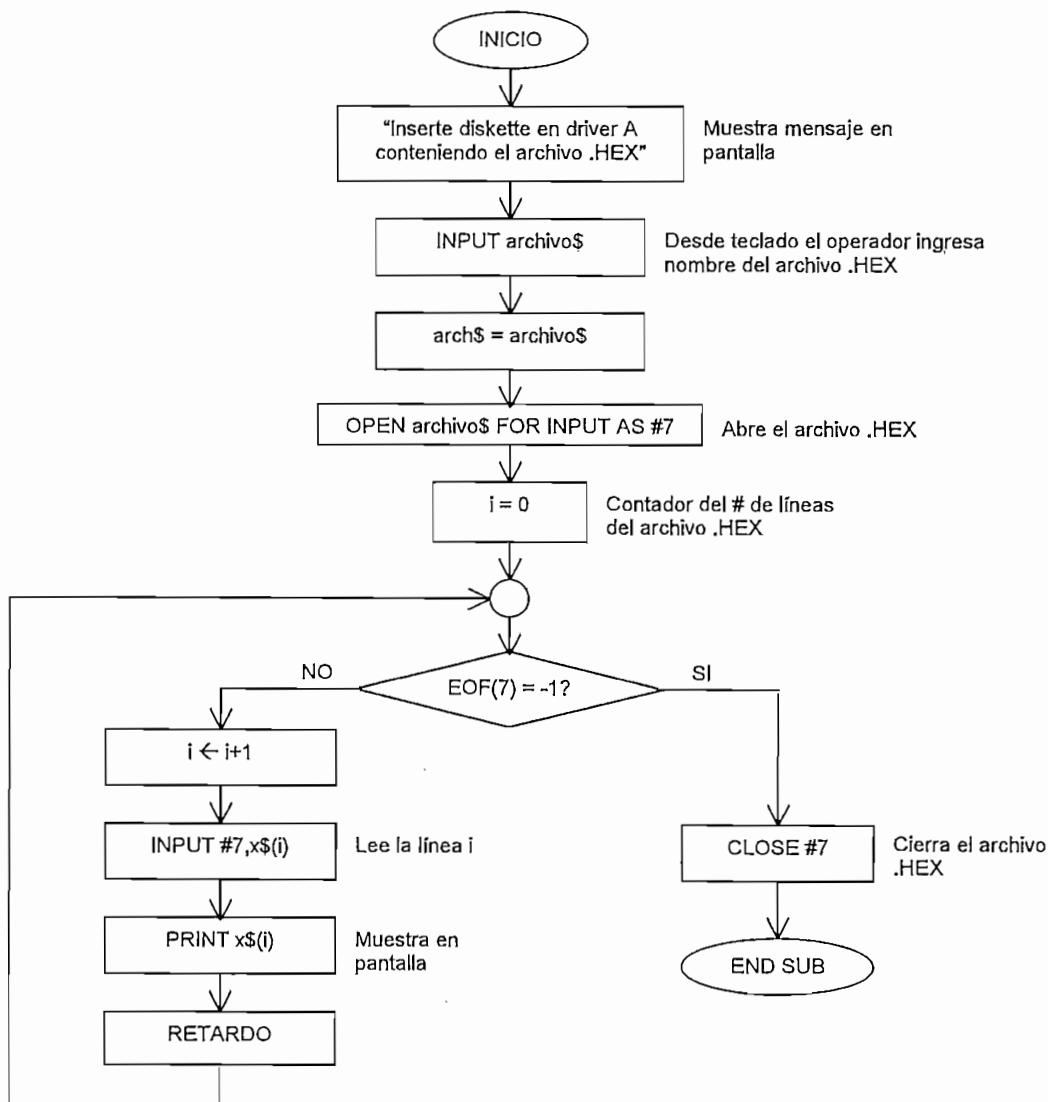 INICIO
"Inserte diskette en driver A
conteniendo el archivo .HEX"
Muestra mensaje en
pantalla
INPUT archivo$
Desde teclado el operador ingresa
nombre del archivo .HEX
arch$ = archivo$
OPEN archivo$ FOR INPUT AS #7
Abre el archivo .HEX
i = 0
Contador del # de líneas
del archivo .HEX
NO
EOF(7) = -1?
SI
i ← i+1
INPUT #7,x$(i)
Lee la línea i
CLOSE #7
Cierra el archivo
.HEX
PRINT x$(i)
Muestra en
pantalla
END SUB
RETARDO